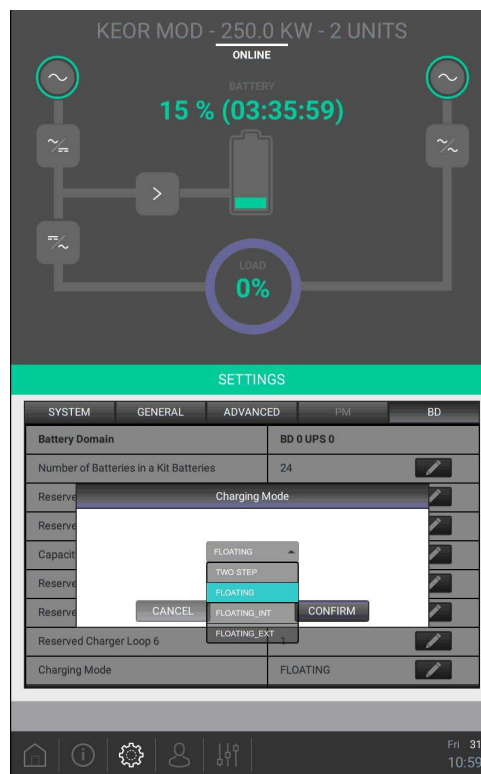 KEOR MOD - 250.0 KW - 2 UNITS
ONLINE
BATTERY
15 % (03:35:59)
LOAD
0%
SETTINGS
SYSTEM GENERAL ADVANCED PM BD
Battery Domain BD 0 UPS 0
Number of Batteries in a Kit Batteries 24
Reserve
Charging Mode
Reserve
Capacit
FLOATING
TWO STEP
Reserve
FLOATING
Reserve
CANCEL
FLOATING_INT
CONFIRM
FLOATING_EXT
Reserved Charger Loop 6 1
Charging Mode FLOATING
Fri 31
10:59